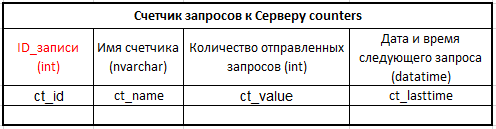 Счетчик запросов к Серверу counters
ID_записи
(int)
Имя счетчика
(nvarchar)
Количество отправленных
запросов (int)
Дата и время
следующего запроса
(datatime)
ct_id
ct_name
ct_value
ct_lasttime